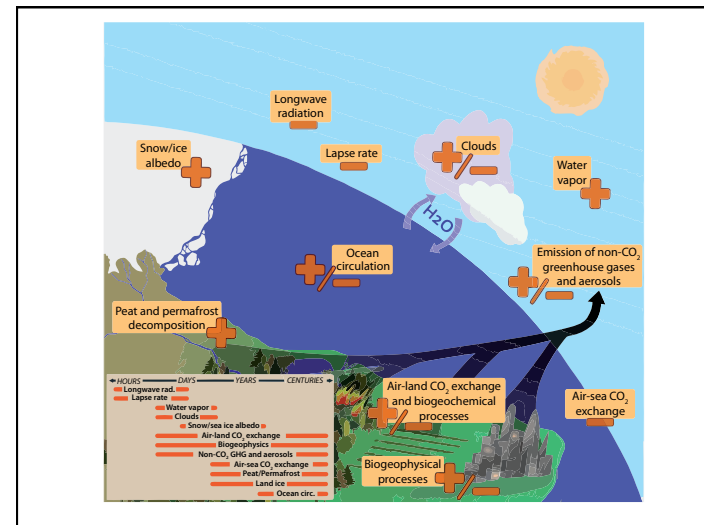 Longwave
radiation
Snow/ice
albedo
Lapse rate
Clouds
Water
vapor
H2O
Ocean
circulation
Emission of non-CO₂
greenhouse gases
and aerosols
Peat and permafrost
decomposition
Air-land CO₂ exchange
and biogeochemical
processes
Air-sea CO₂
exchange
Biogeophysical
processes
HOURS DAYS YEARS CENTURIES
Longwave rad.
Lapse rate
Water vapor
Clouds
Snow/sea ice albedo
Air-land CO₂ exchange
Biogeophysics
Non-CO₂ GHG and aerosols
Air-sea CO₂ exchange
Peat/Permafrost
Land ice
Ocean circ.